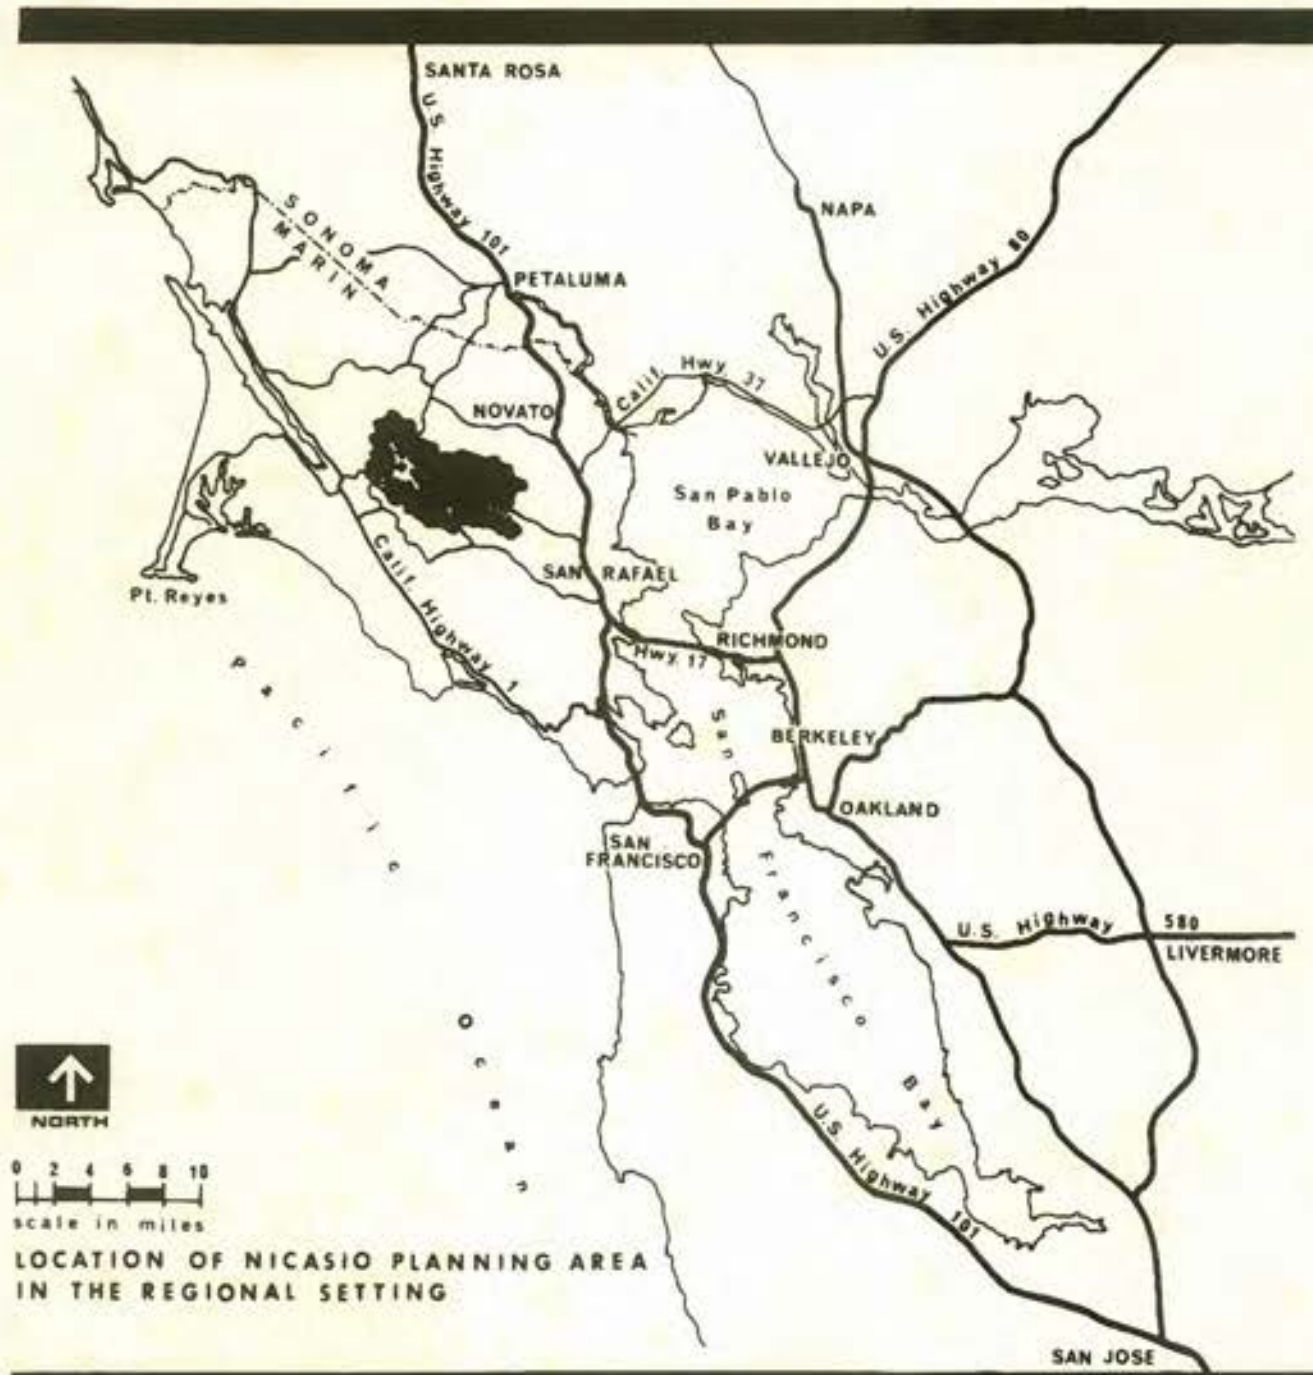 SANTA ROSA
U.S. Highway 101
NAPA
SONOMA
MARIN
U.S. Highway 80
PETALUMA
Calif. Hwy. 37
NOVATO
VALLEJO
San Pablo
Bay
SAN RAFAEL
Pt. Reyes
Calif. Highway 1
RICHMOND
Hwy. 17
Pacific Ocean
San Francisco Bay
BERKELEY
OAKLAND
SAN
FRANCISCO
U.S. Highway 580
LIVERMORE
NORTH
U.S. Highway 101
0 2 4 6 8 10
scale in miles
LOCATION OF NICASIO PLANNING AREA
IN THE REGIONAL SETTING
SAN JOSE